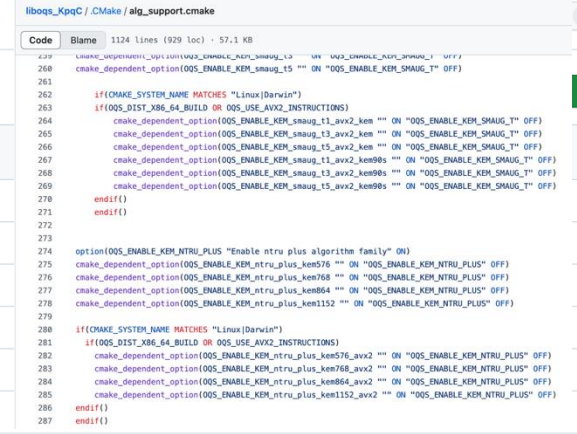 liboqs_KpqC / .CMake / alg_support.cmake
Code Blame 1124 lines (929 loc) · 57.1 KB
259 cmake_dependent_option(OQS_ENABLE_KEM_smaug_t3 "" ON "OQS_ENABLE_KEM_SMAUG_T" OFF)
260 cmake_dependent_option(OQS_ENABLE_KEM_smaug_t5 "" ON "OQS_ENABLE_KEM_SMAUG_T" OFF)
261
262 if(CMAKE_SYSTEM_NAME MATCHES "Linux|Darwin")
263 if(OQS_DIST_X86_64_BUILD OR OQS_USE_AVX2_INSTRUCTIONS)
264 cmake_dependent_option(OQS_ENABLE_KEM_smaug_t1_avx2_kem "" ON "OQS_ENABLE_KEM_SMAUG_T" OFF)
265 cmake_dependent_option(OQS_ENABLE_KEM_smaug_t3_avx2_kem "" ON "OQS_ENABLE_KEM_SMAUG_T" OFF)
266 cmake_dependent_option(OQS_ENABLE_KEM_smaug_t5_avx2_kem "" ON "OQS_ENABLE_KEM_SMAUG_T" OFF)
267 cmake_dependent_option(OQS_ENABLE_KEM_smaug_t1_avx2_kem90s "" ON "OQS_ENABLE_KEM_SMAUG_T" OFF)
268 cmake_dependent_option(OQS_ENABLE_KEM_smaug_t3_avx2_kem90s "" ON "OQS_ENABLE_KEM_SMAUG_T" OFF)
269 cmake_dependent_option(OQS_ENABLE_KEM_smaug_t5_avx2_kem90s "" ON "OQS_ENABLE_KEM_SMAUG_T" OFF)
270 endif()
271 endif()
272
273
274 option(OQS_ENABLE_KEM_NTRU_PLUS "Enable ntru plus algorithm family" ON)
275 cmake_dependent_option(OQS_ENABLE_KEM_ntru_plus_kem576 "" ON "OQS_ENABLE_KEM_NTRU_PLUS" OFF)
276 cmake_dependent_option(OQS_ENABLE_KEM_ntru_plus_kem768 "" ON "OQS_ENABLE_KEM_NTRU_PLUS" OFF)
277 cmake_dependent_option(OQS_ENABLE_KEM_ntru_plus_kem864 "" ON "OQS_ENABLE_KEM_NTRU_PLUS" OFF)
278 cmake_dependent_option(OQS_ENABLE_KEM_ntru_plus_kem1152 "" ON "OQS_ENABLE_KEM_NTRU_PLUS" OFF)
279
280 if(CMAKE_SYSTEM_NAME MATCHES "Linux|Darwin")
281 if(OQS_DIST_X86_64_BUILD OR OQS_USE_AVX2_INSTRUCTIONS)
282 cmake_dependent_option(OQS_ENABLE_KEM_ntru_plus_kem576_avx2 "" ON "OQS_ENABLE_KEM_NTRU_PLUS" OFF)
283 cmake_dependent_option(OQS_ENABLE_KEM_ntru_plus_kem768_avx2 "" ON "OQS_ENABLE_KEM_NTRU_PLUS" OFF)
284 cmake_dependent_option(OQS_ENABLE_KEM_ntru_plus_kem864_avx2 "" ON "OQS_ENABLE_KEM_NTRU_PLUS" OFF)
285 cmake_dependent_option(OQS_ENABLE_KEM_ntru_plus_kem1152_avx2 "" ON "OQS_ENABLE_KEM_NTRU_PLUS" OFF)
286 endif()
287 endif()